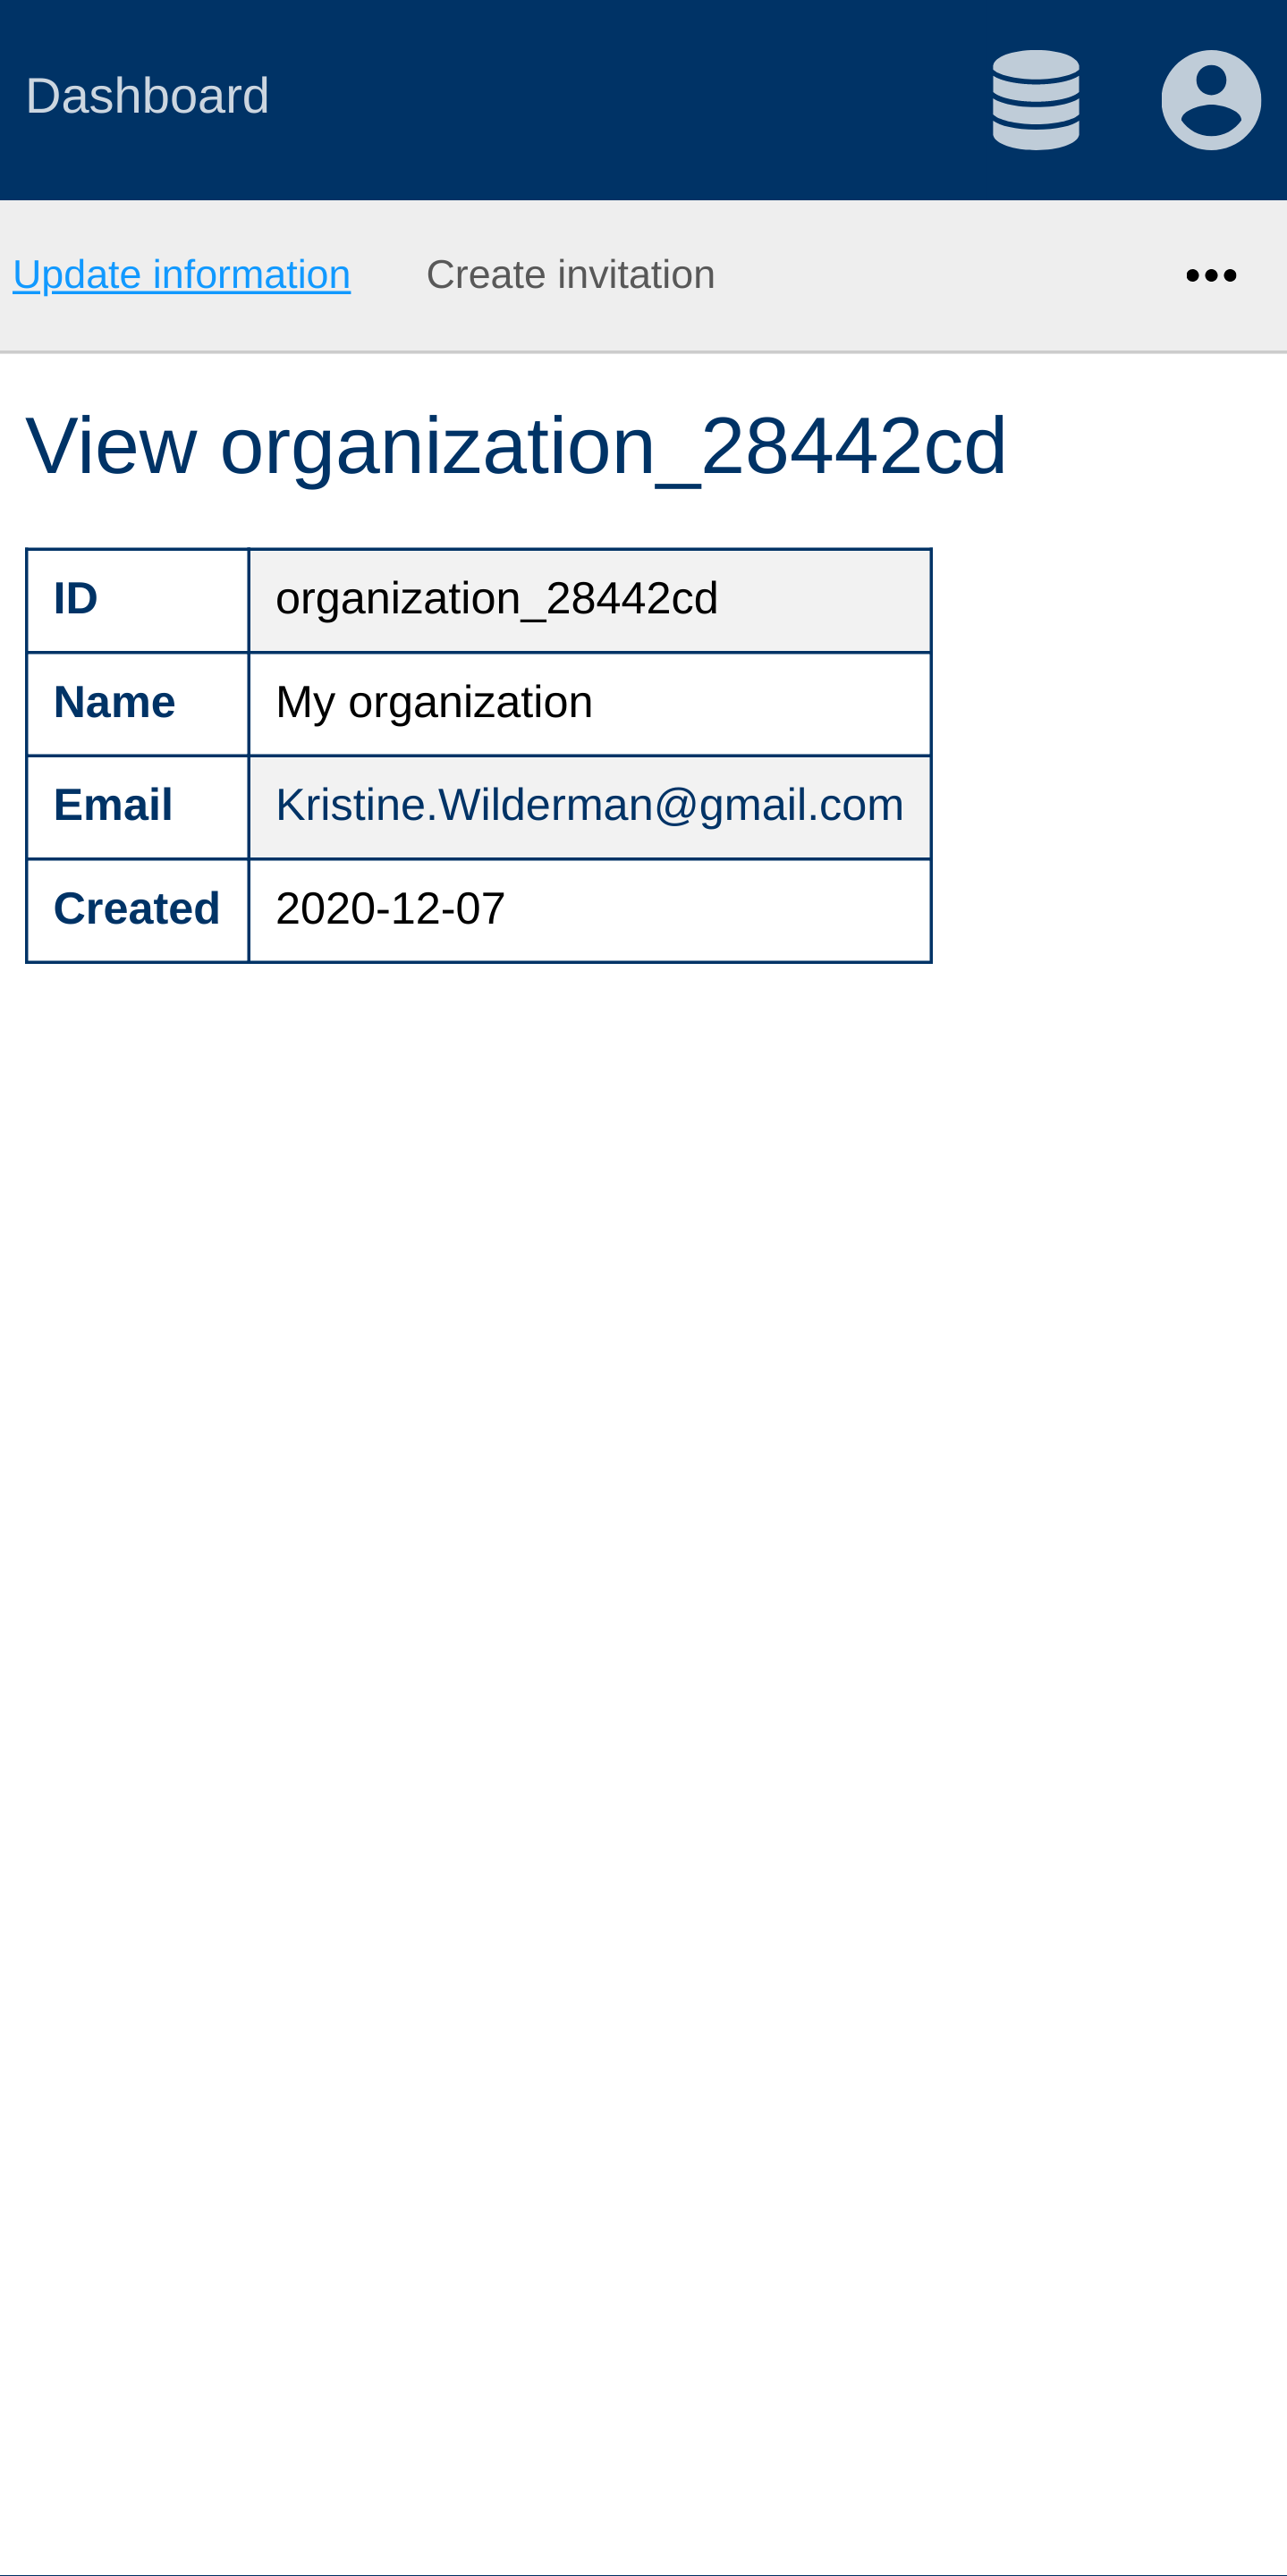 Dashboard
Update information Create invitation
View organization_28442cd
ID organization_28442cd
Name My organization
Email Kristine.Wilderman@gmail.com
Created 2020-12-07